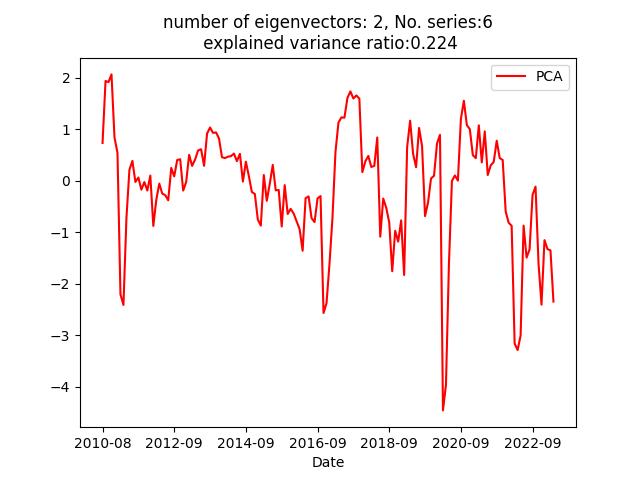 number of eigenvectors: 2, No. series:6
explained variance ratio:0.224
PCA
2
1
0
−1
−2
−3
−4
2010-08 2012-09 2014-09 2016-09 2018-09 2020-09 2022-09
Date